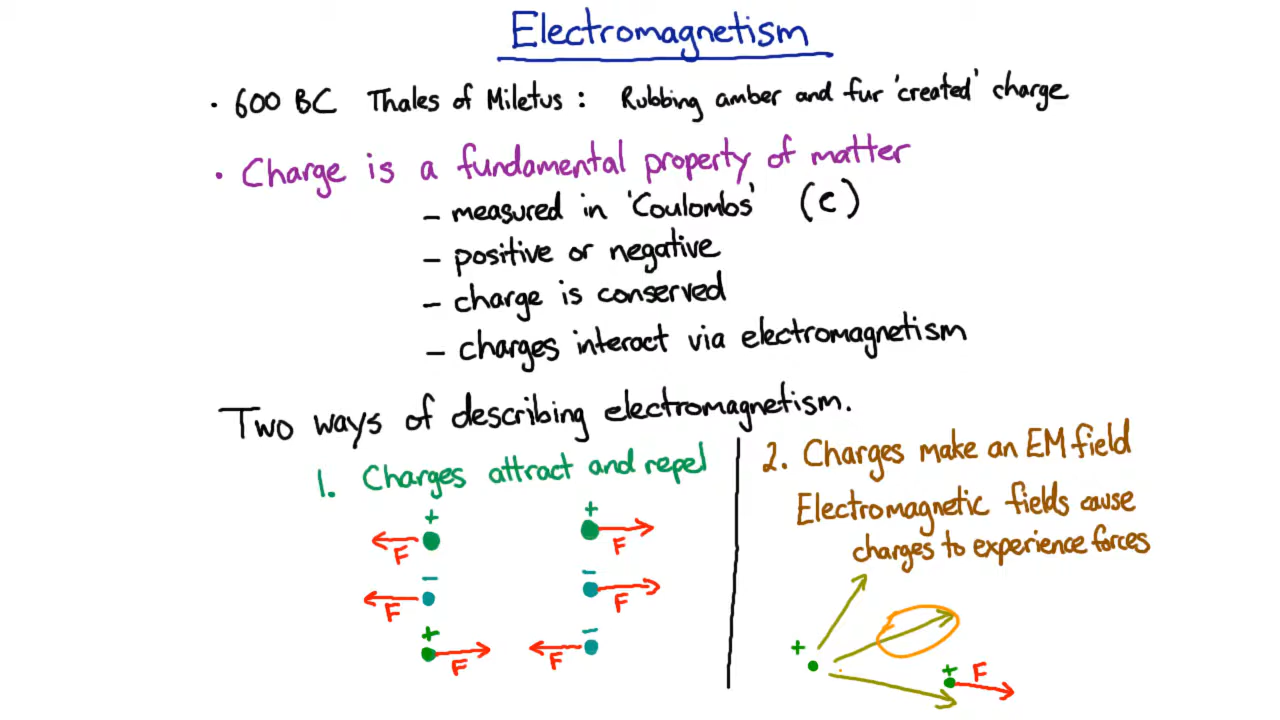 Electromagnetism
• 600 BC Thales of Miletus : Rubbing amber and fur 'created' charge
• Charge is a fundamental property of matter
– measured in 'Coulombs' (C)
– positive or negative
– charge is conserved
– charges interact via electromagnetism
Two ways of describing electromagnetism.
1. Charges attract and repel
+ +
F F
– –
F F
+ –
F F
2. Charges make an EM field
Electromagnetic fields cause
charges to experience forces
+
+ F